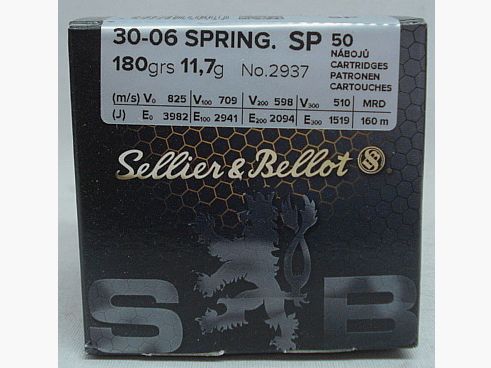 30-06 SPRING. SP 50
NÁBOJŮ
CARTRIDGES
PATRONEN
CARTOUCHES
180grs 11,7g No.2937
(m/s) V0 825 V100 709 V200 598 V300 510 MRD
(J) E0 3982 E100 2941 E200 2094 E300 1519 160 m
Sellier & Bellot
S B